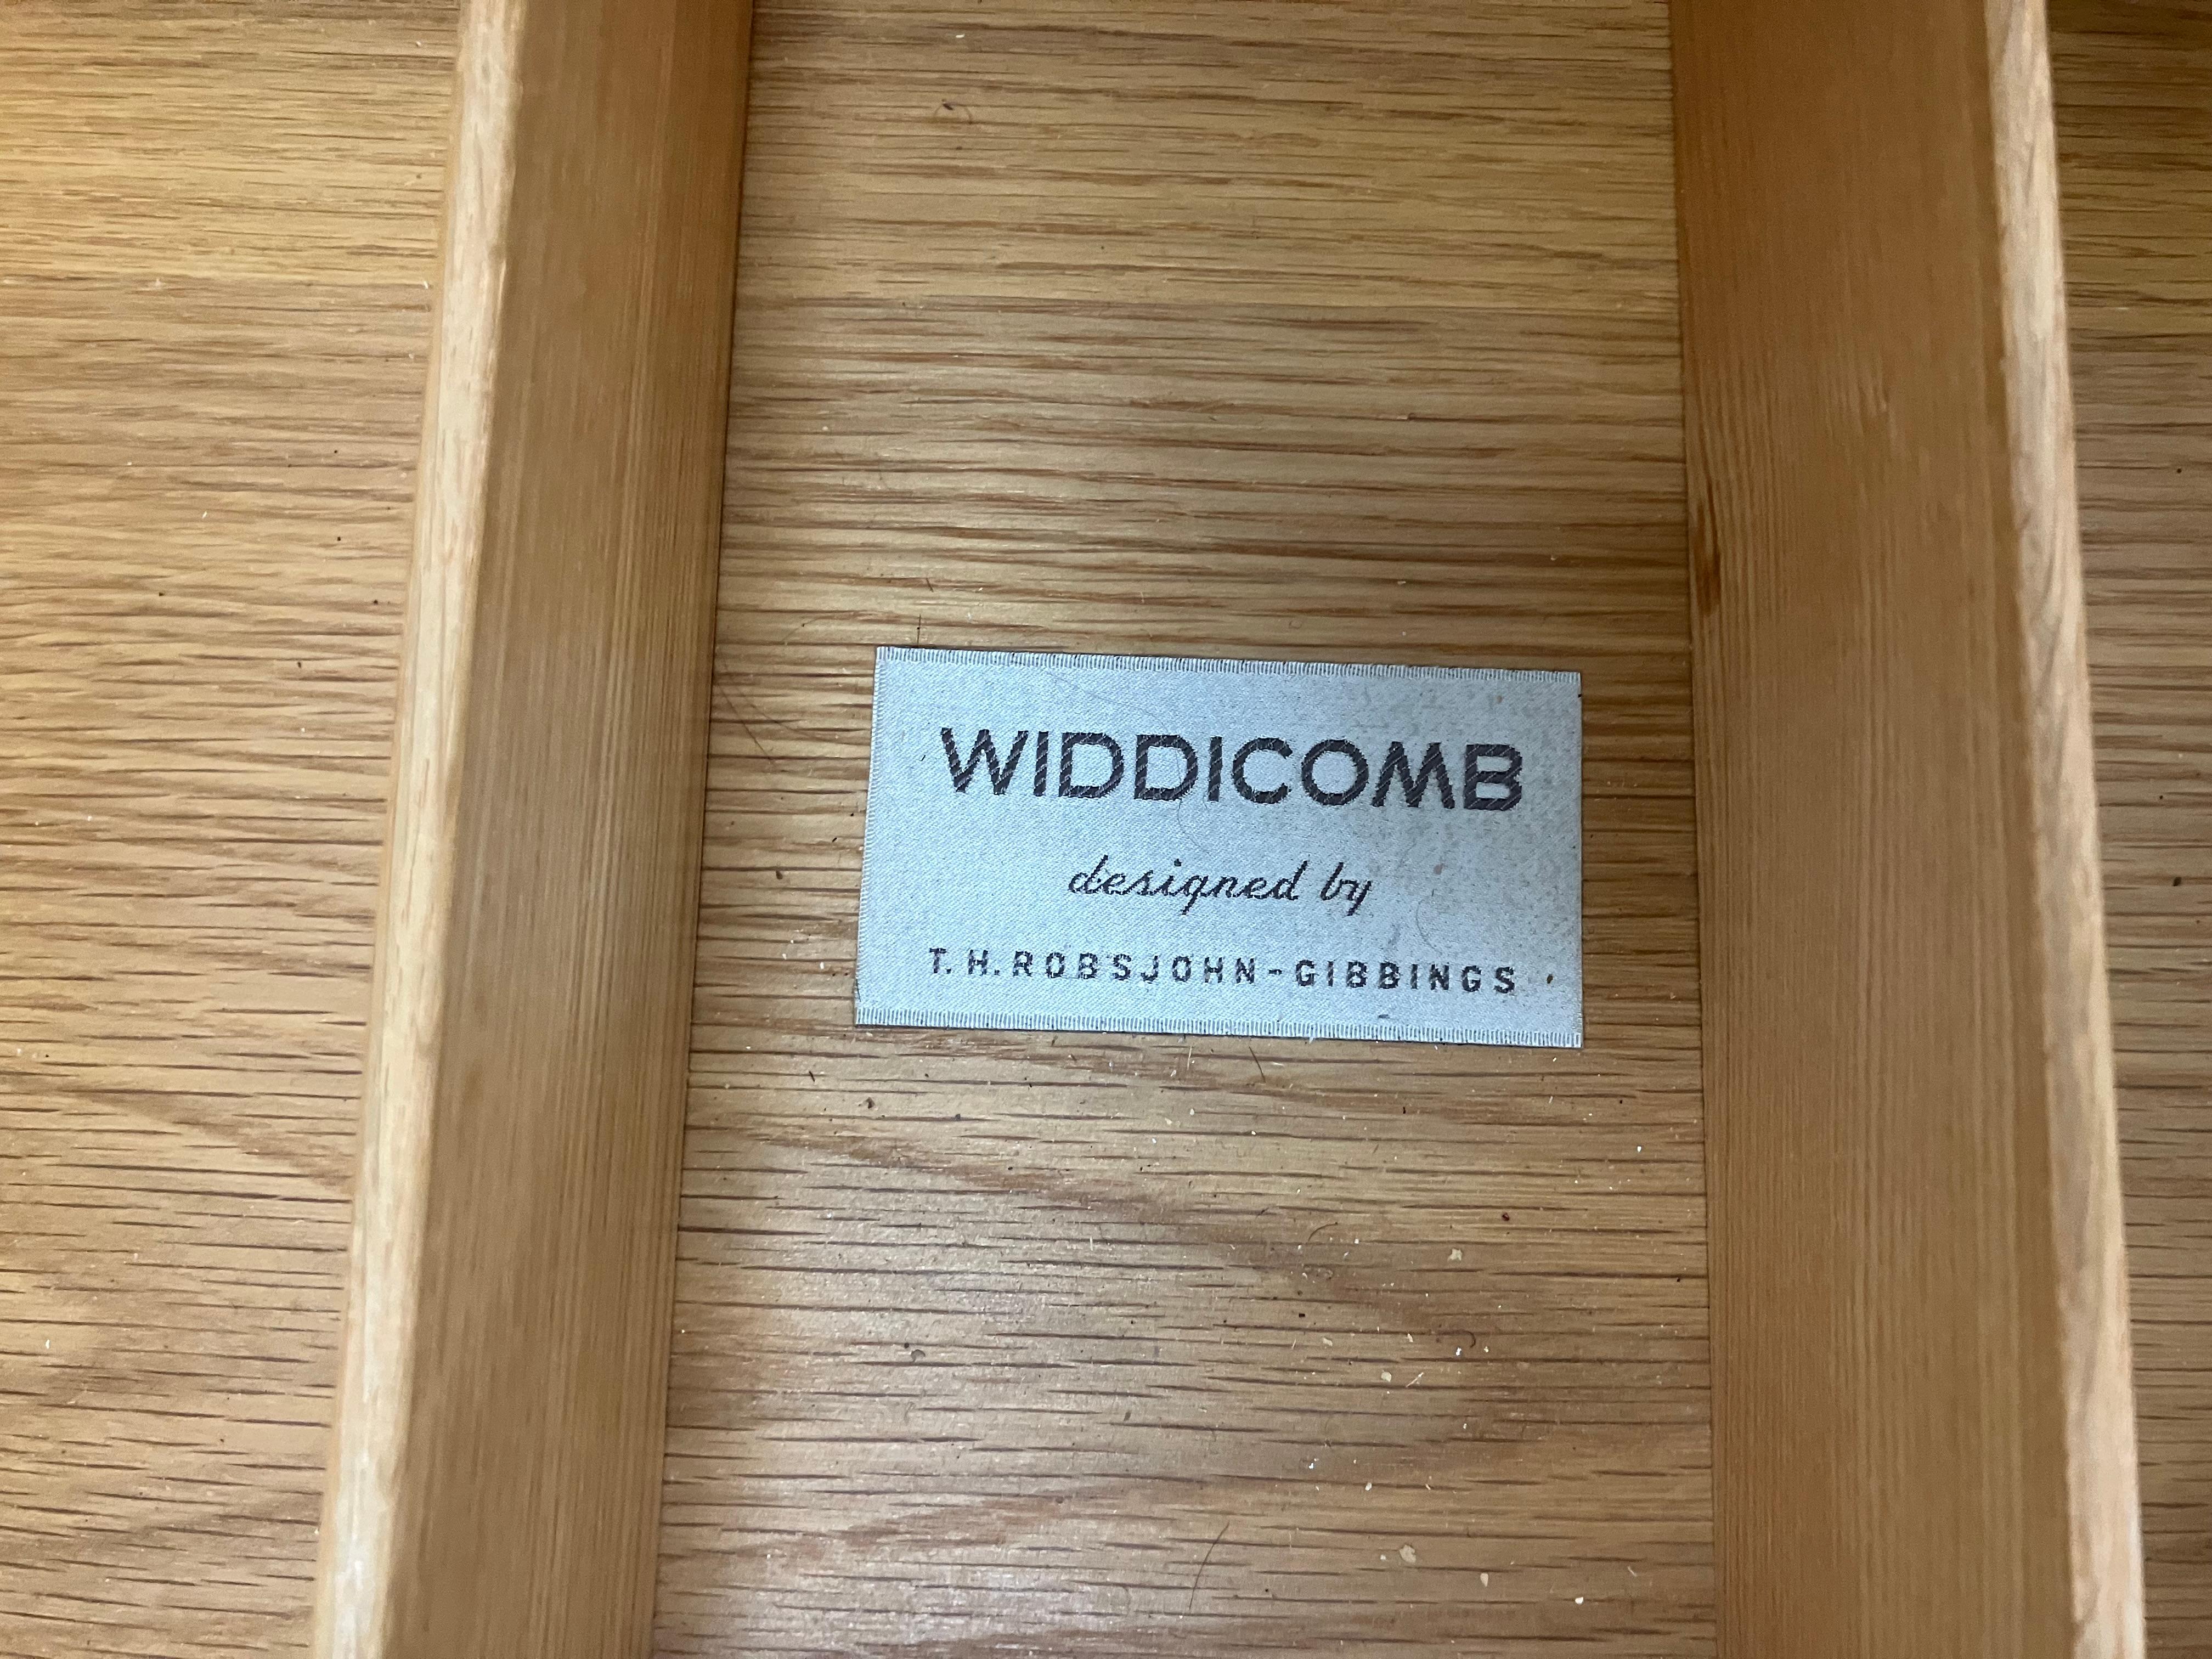 WIDDICOMB
designed by
T. H. ROBSJOHN-GIBBINGS